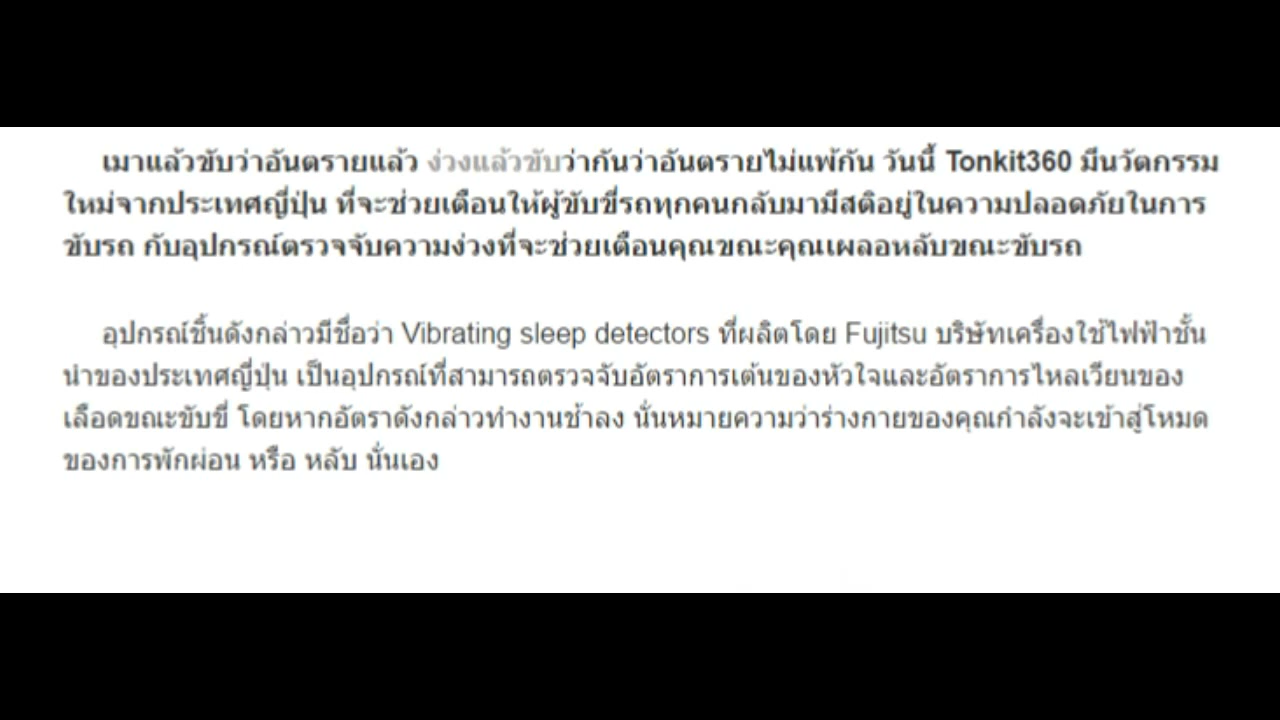 เมาแล้วขับว่าอันตรายแล้ว ง่วงแล้วขับว่ากันว่าอันตรายไม่แพ้กัน วันนี้ Tonkit360 มีนวัตกรรม
ใหม่จากประเทศญี่ปุ่น ที่จะช่วยเตือนให้ผู้ขับขี่รถทุกคนกลับมามีสติอยู่ในความปลอดภัยในการ
ขับรถ กับอุปกรณ์ตรวจจับความง่วงที่จะช่วยเตือนคุณขณะคุณเผลอหลับขณะขับรถ
อุปกรณ์ชิ้นดังกล่าวมีชื่อว่า Vibrating sleep detectors ที่ผลิตโดย Fujitsu บริษัทเครื่องใช้ไฟฟ้าชั้น
นำของประเทศญี่ปุ่น เป็นอุปกรณ์ที่สามารถตรวจจับอัตราการเต้นของหัวใจและอัตราการไหลเวียนของ
เลือดขณะขับขี่ โดยหากอัตราดังกล่าวทำงานช้าลง นั่นหมายความว่าร่างกายของคุณกำลังจะเข้าสู่โหมด
ของการพักผ่อน หรือ หลับ นั่นเอง